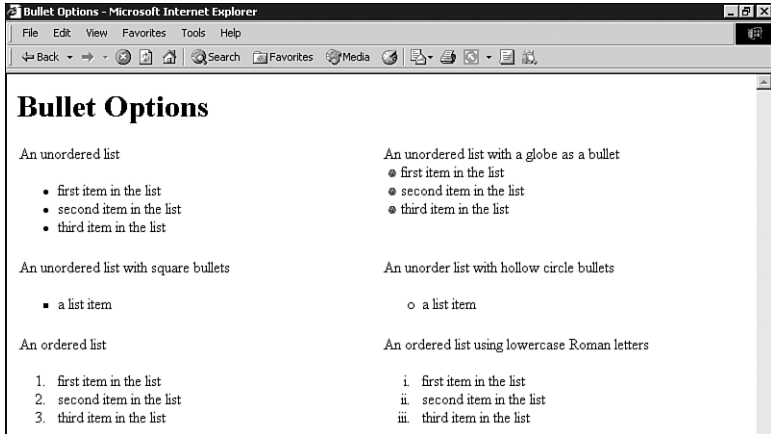 Bullet Options - Microsoft Internet Explorer
File Edit View Favorites Tools Help
Back Search Favorites Media
Bullet Options
An unordered list
• first item in the list
• second item in the list
• third item in the list
An unordered list with a globe as a bullet
first item in the list
second item in the list
third item in the list
An unordered list with square bullets
▪ a list item
An unorder list with hollow circle bullets
○ a list item
An ordered list
1. first item in the list
2. second item in the list
3. third item in the list
An ordered list using lowercase Roman letters
i. first item in the list
ii. second item in the list
iii. third item in the list